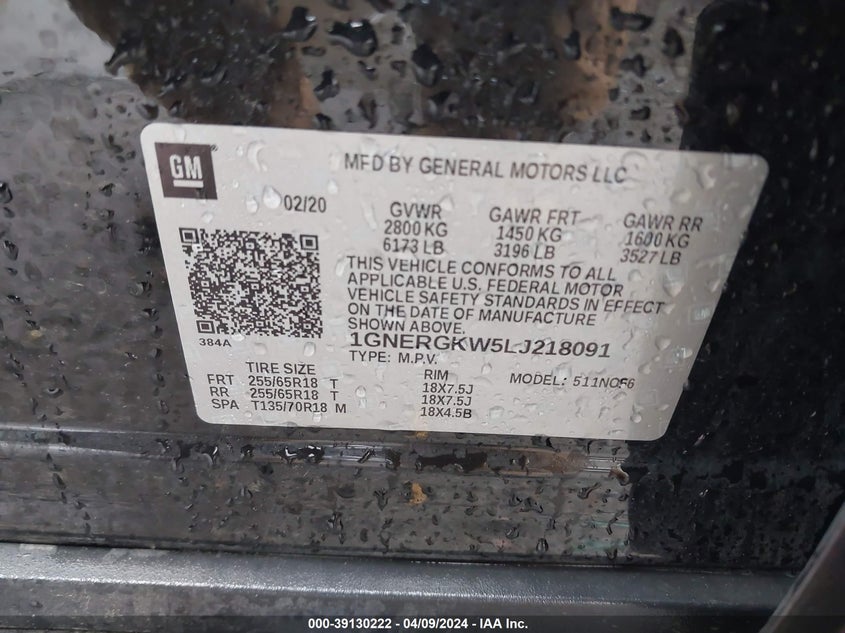 GM
MFD BY GENERAL MOTORS LLC
02/20
GVWR GAWR FRT GAWR RR
2800 KG 1450 KG 1600 KG
6173 LB 3196 LB 3527 LB
THIS VEHICLE CONFORMS TO ALL
APPLICABLE U.S. FEDERAL MOTOR
VEHICLE SAFETY STANDARDS IN EFFECT
ON THE DATE OF MANUFACTURE
SHOWN ABOVE.
384A
1GNERGKW5LJ218091
TYPE: M.P.V.
TIRE SIZE RIM MODEL: 511NOF6
FRT 255/65R18 T 18X7.5J
RR 255/65R18 T 18X7.5J
SPA T135/70R18 M 18X4.5B
000-39130222 - 04/09/2024 - IAA Inc.